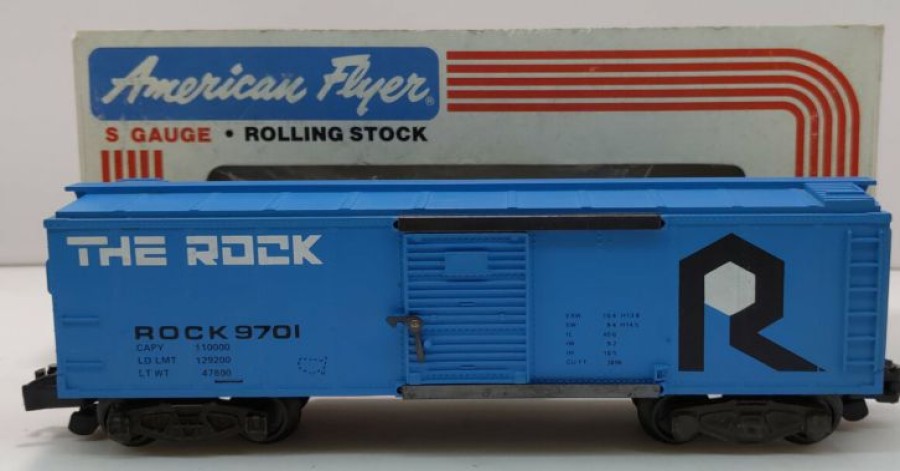 American Flyer®
S GAUGE • ROLLING STOCK
THE ROCK
R
ROCK 9701
CAPY 110000
LD LMT 129200
LT WT 47800